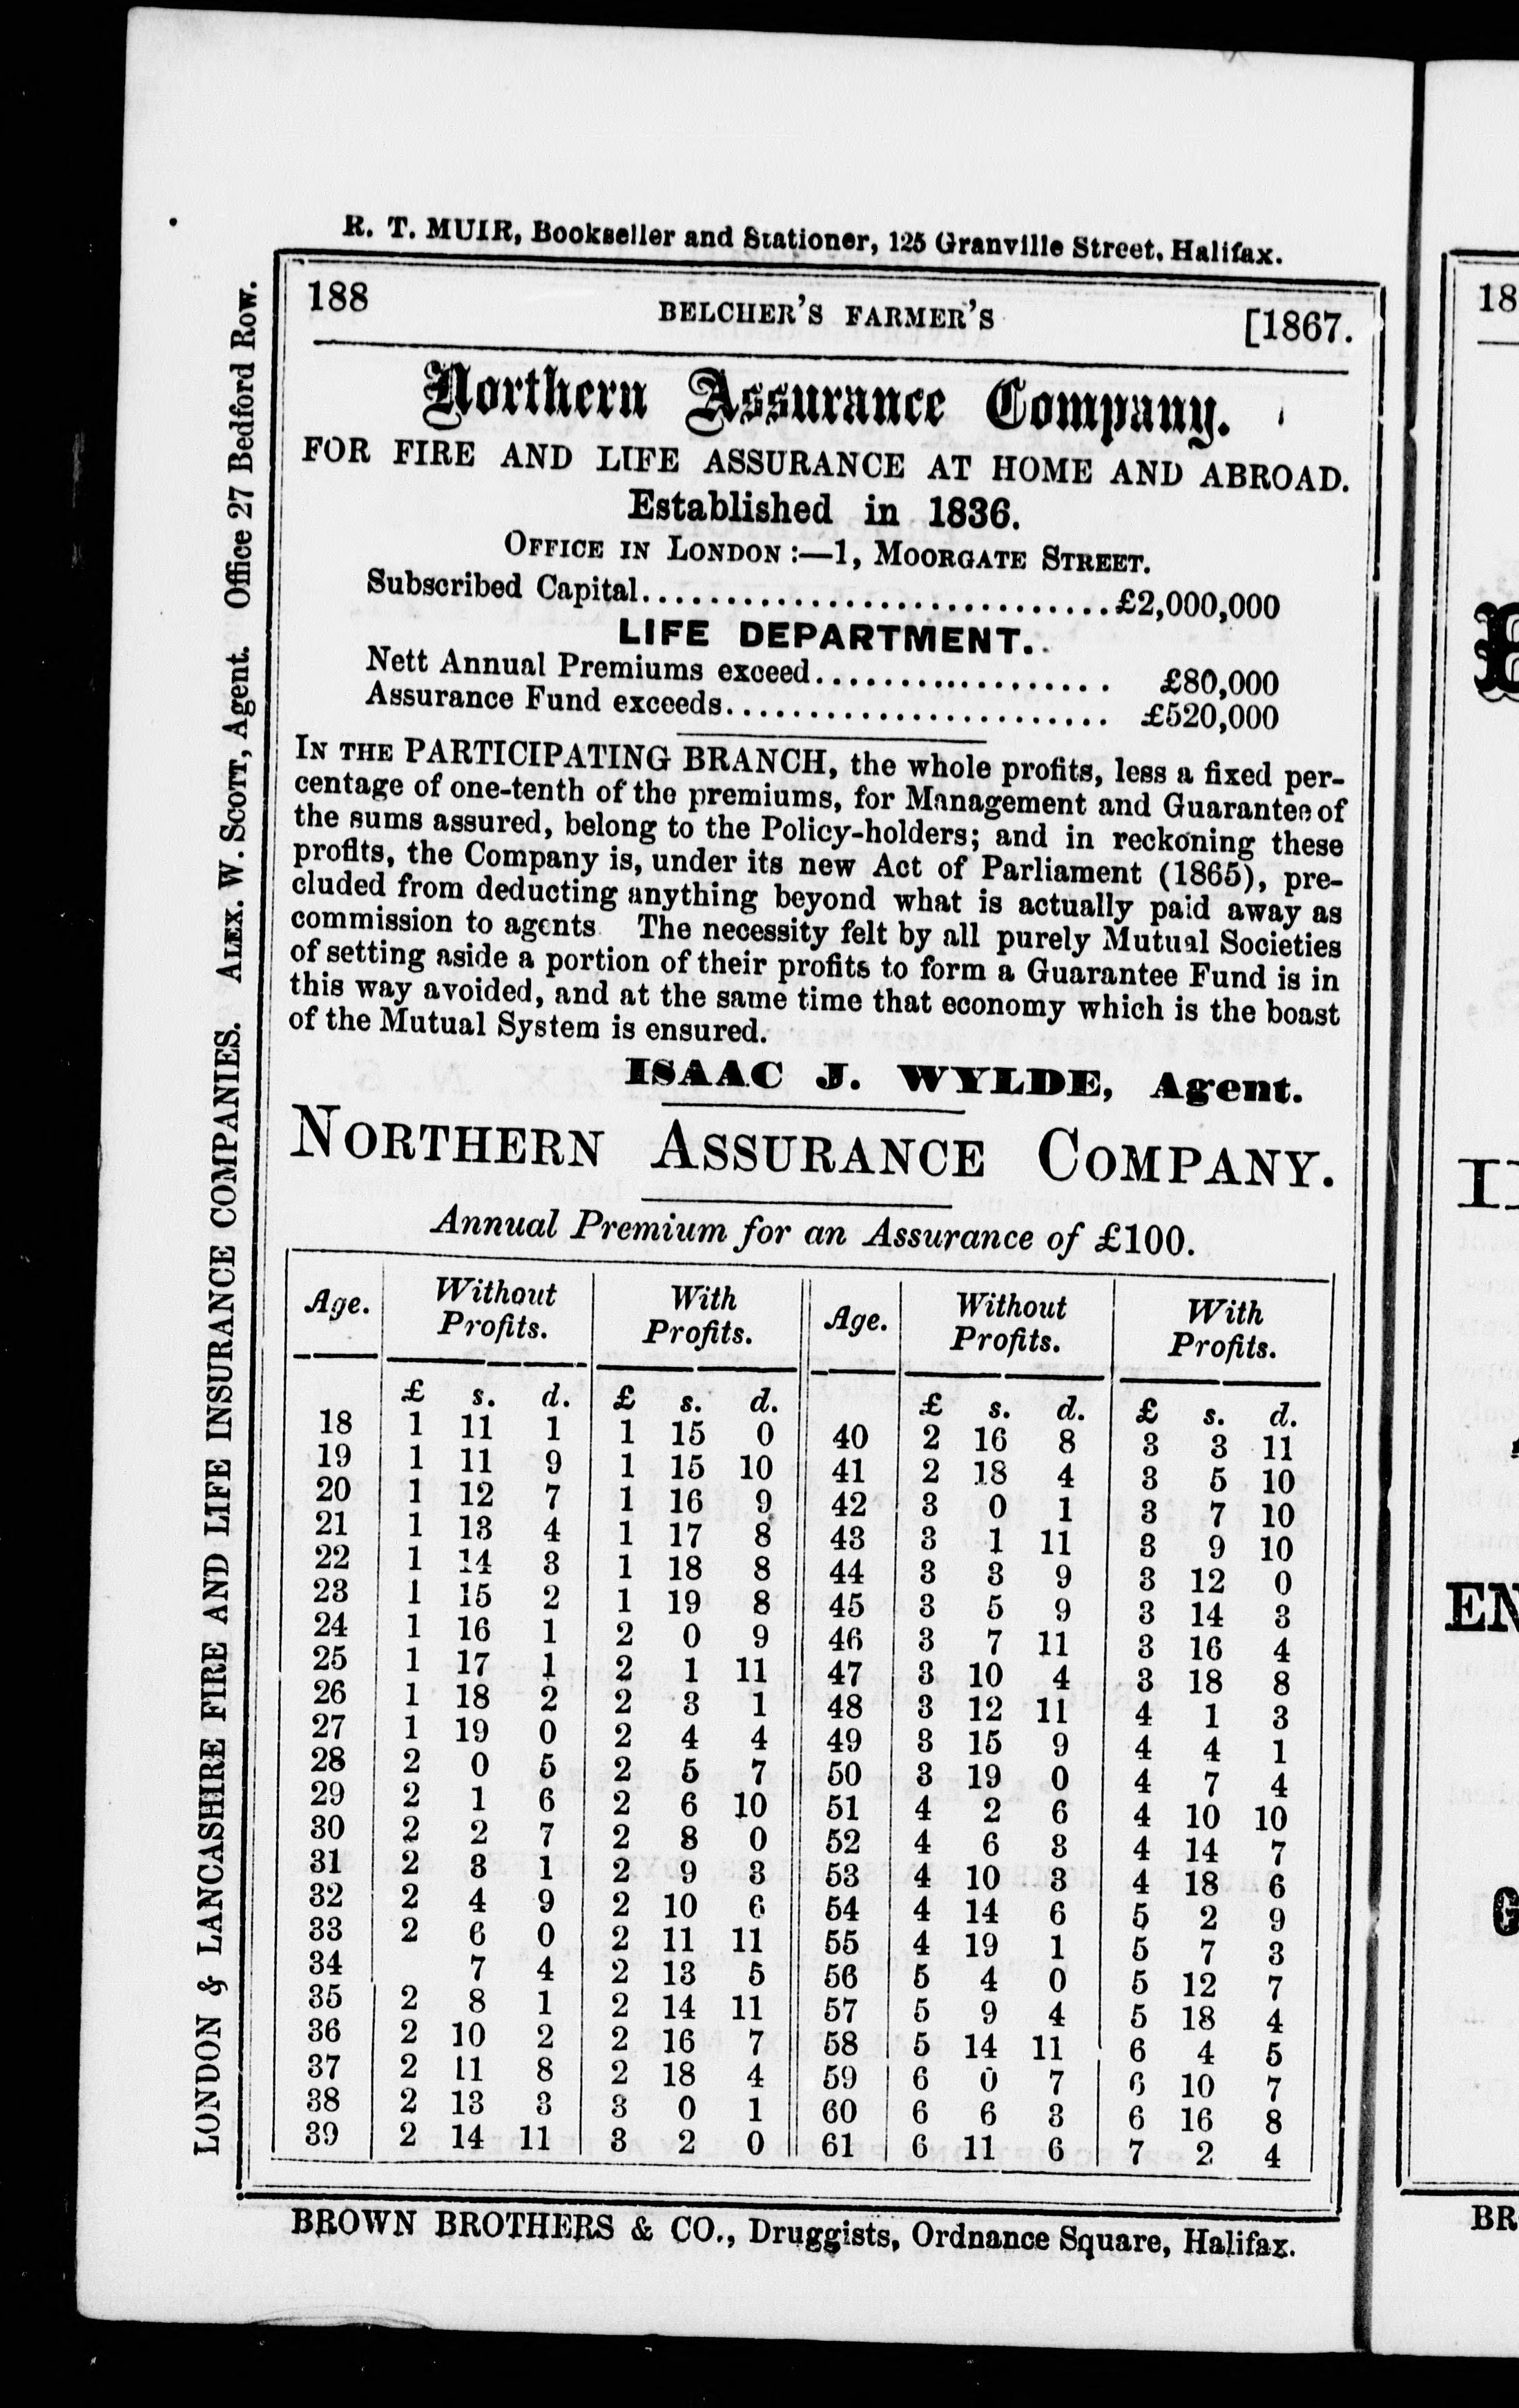 R. T. MUIR, Bookseller and Stationer, 125 Granville Street, Halifax.
188 BELCHER'S FARMER'S [1867.
Northern Assurance Company.
FOR FIRE AND LIFE ASSURANCE AT HOME AND ABROAD.
Established in 1836.
OFFICE IN LONDON:—1, MOORGATE STREET.
Subscribed Capital..............................£2,000,000
LIFE DEPARTMENT.
Nett Annual Premiums exceed.................. £80,000
Assurance Fund exceeds........................ £520,000
IN THE PARTICIPATING BRANCH, the whole profits, less a fixed per-
centage of one-tenth of the premiums, for Management and Guarantee of
the sums assured, belong to the Policy-holders; and in reckoning these
profits, the Company is, under its new Act of Parliament (1865), pre-
cluded from deducting anything beyond what is actually paid away as
commission to agents The necessity felt by all purely Mutual Societies
of setting aside a portion of their profits to form a Guarantee Fund is in
this way avoided, and at the same time that economy which is the boast
of the Mutual System is ensured.
ISAAC J. WYLDE, Agent.
NORTHERN ASSURANCE COMPANY.
Annual Premium for an Assurance of £100.
Age. Without Profits. With Profits. Age. Without Profits. With Profits.
£ s. d. £ s. d. £ s. d. £ s. d.
18 1 11 1 1 15 0 40 2 16 8 3 3 11
19 1 11 9 1 15 10 41 2 18 4 3 5 10
20 1 12 7 1 16 9 42 3 0 1 3 7 10
21 1 13 4 1 17 8 43 3 1 11 3 9 10
22 1 14 3 1 18 8 44 3 3 9 3 12 0
23 1 15 2 1 19 8 45 3 5 9 3 14 3
24 1 16 1 2 0 9 46 3 7 11 3 16 4
25 1 17 1 2 1 11 47 3 10 4 3 18 8
26 1 18 2 2 3 1 48 3 12 11 4 1 3
27 1 19 0 2 4 4 49 3 15 9 4 4 1
28 2 0 5 2 5 7 50 3 19 0 4 7 4
29 2 1 6 2 6 10 51 4 2 6 4 10 10
30 2 2 7 2 8 0 52 4 6 3 4 14 7
31 2 3 1 2 9 3 53 4 10 3 4 18 6
32 2 4 9 2 10 6 54 4 14 6 5 2 9
33 2 6 0 2 11 11 55 4 19 1 5 7 3
34 7 4 2 13 5 56 5 4 0 5 12 7
35 2 8 1 2 14 11 57 5 9 4 5 18 4
36 2 10 2 2 16 7 58 5 14 11 6 4 5
37 2 11 8 2 18 4 59 6 0 7 6 10 7
38 2 13 3 3 0 1 60 6 6 3 6 16 8
39 2 14 11 3 2 0 61 6 11 6 7 2 4
BROWN BROTHERS & CO., Druggists, Ordnance Square, Halifax.
LONDON & LANCASHIRE FIRE AND LIFE INSURANCE COMPANIES. ALEX. W. SCOTT, Agent. Office 27 Bedford Row.
18
EN
BR